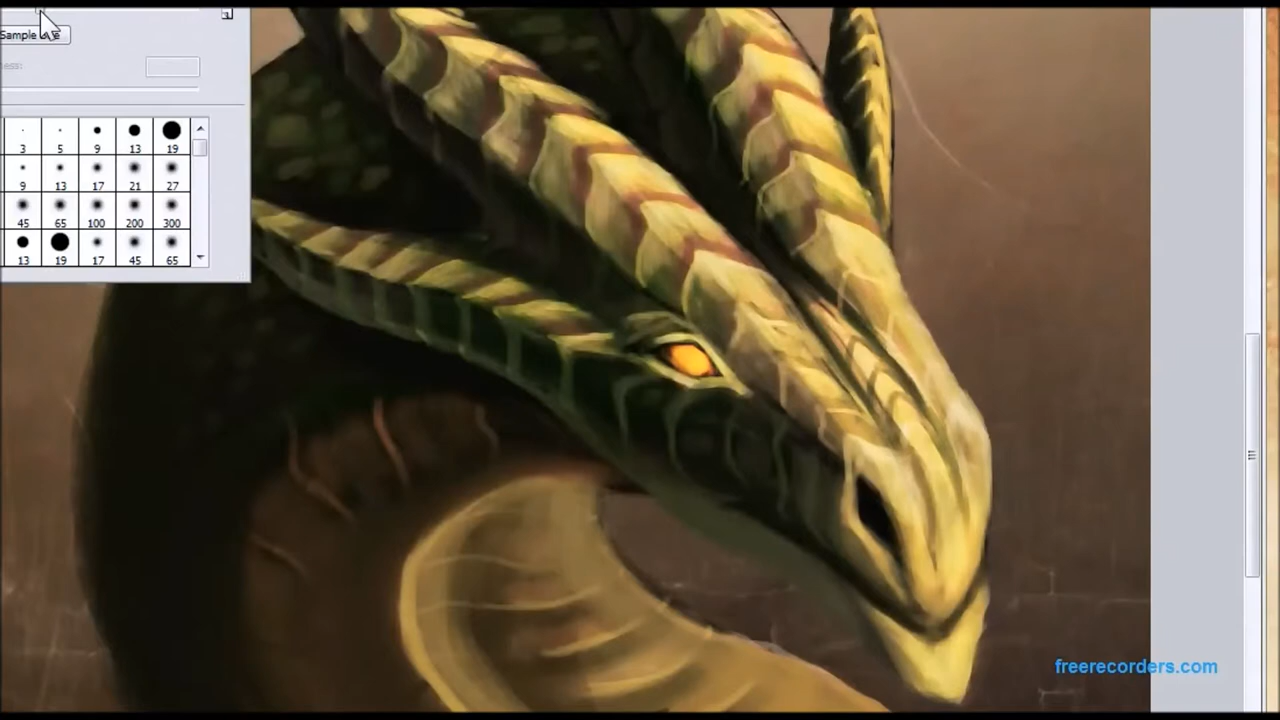 Sample
3 5 9 13 19
9 13 17 21 27
45 65 100 200 300
13 19 17 45 65
freerecorders.com